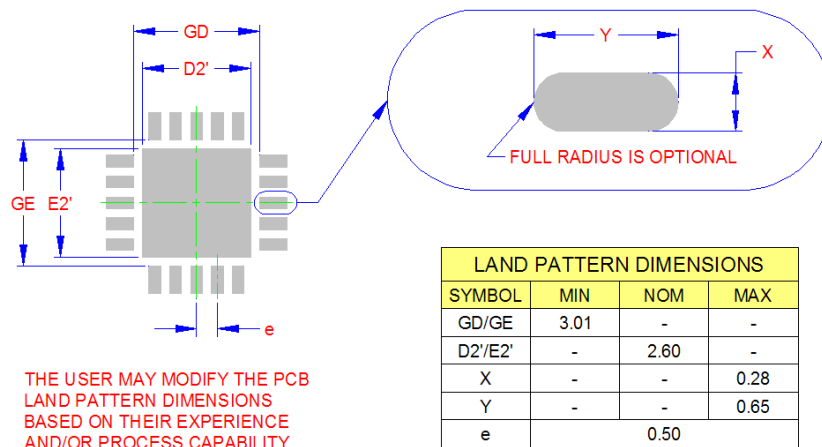 GD
D2'
GE
E2'
e
Y
X
FULL RADIUS IS OPTIONAL
LAND PATTERN DIMENSIONS
SYMBOL MIN NOM MAX
GD/GE 3.01 - -
D2'/E2' - 2.60 -
X - - 0.28
Y - - 0.65
e 0.50
THE USER MAY MODIFY THE PCB
LAND PATTERN DIMENSIONS
BASED ON THEIR EXPERIENCE
AND/OR PROCESS CAPABILITY